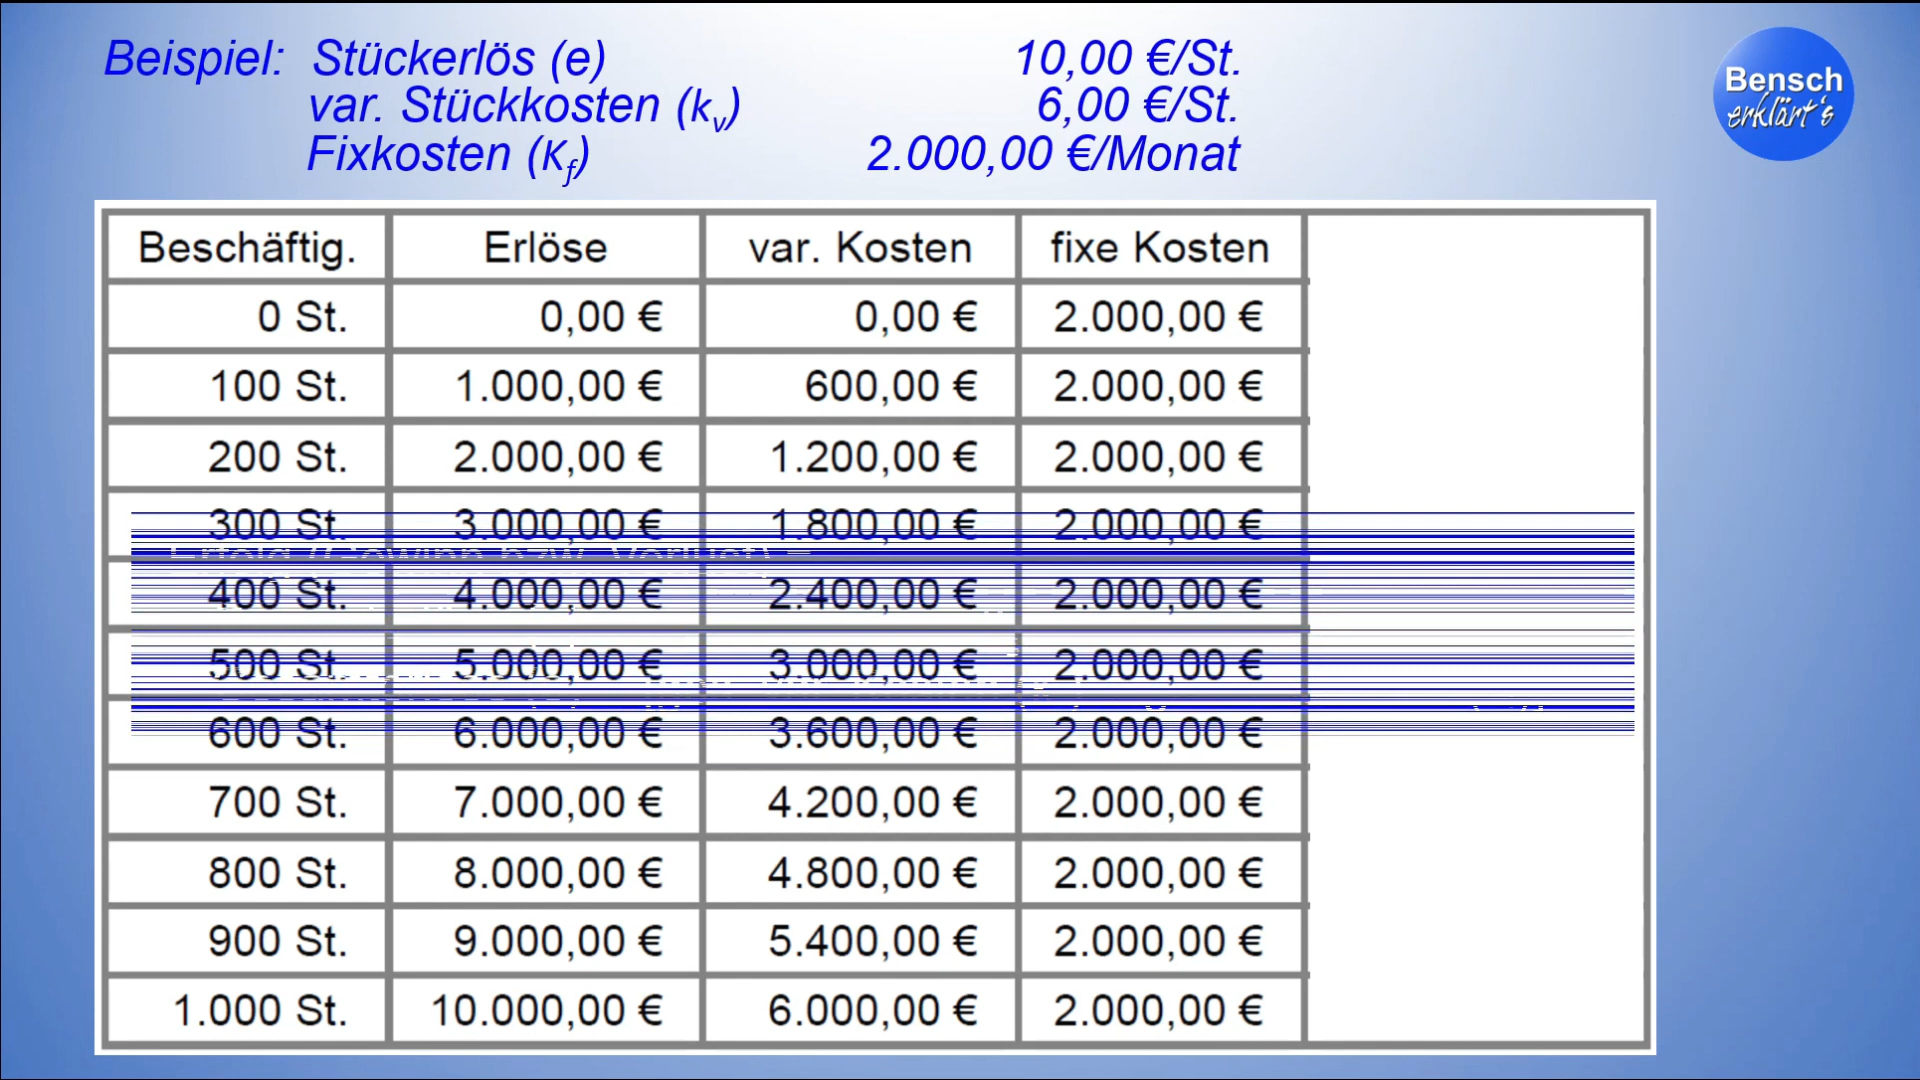 Beispiel: Stückerlös (e) 10,00 €/St.
var. Stückkosten (kv) 6,00 €/St.
Fixkosten (Kf) 2.000,00 €/Monat
Bensch
erklärt's
Beschäftig. Erlöse var. Kosten fixe Kosten
0 St. 0,00 € 0,00 € 2.000,00 €
100 St. 1.000,00 € 600,00 € 2.000,00 €
200 St. 2.000,00 € 1.200,00 € 2.000,00 €
300 St. 3.000,00 € 1.800,00 € 2.000,00 €
Erfolg (Gewinn bzw. Verlust) =
400 St. 4.000,00 € 2.400,00 € 2.000,00 €
500 St. 5.000,00 € 3.000,00 € 2.000,00 €
600 St. 6.000,00 € 3.600,00 € 2.000,00 €
700 St. 7.000,00 € 4.200,00 € 2.000,00 €
800 St. 8.000,00 € 4.800,00 € 2.000,00 €
900 St. 9.000,00 € 5.400,00 € 2.000,00 €
1.000 St. 10.000,00 € 6.000,00 € 2.000,00 €